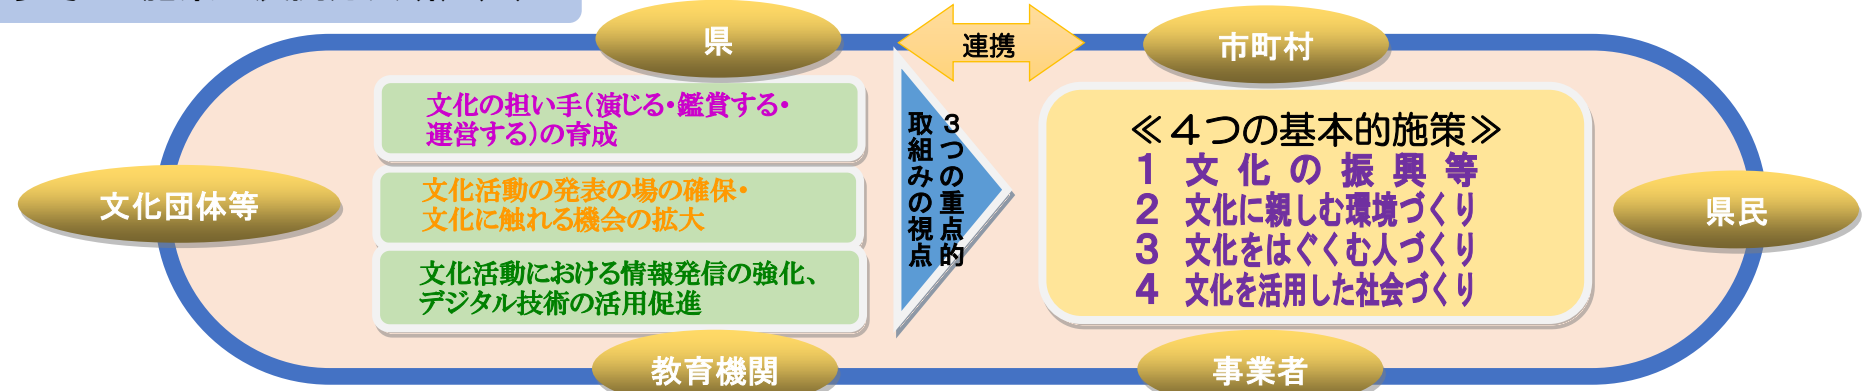 県
連携
市町村
文化の担い手（演じる・鑑賞する・
運営する）の育成
文化活動の発表の場の確保・
文化に触れる機会の拡大
文化活動における情報発信の強化、
デジタル技術の活用促進
３つの重点的
取組みの視点
≪４つの基本的施策≫
１ 文化の振興等
２ 文化に親しむ環境づくり
３ 文化をはぐくむ人づくり
４ 文化を活用した社会づくり
文化団体等
県民
教育機関
事業者